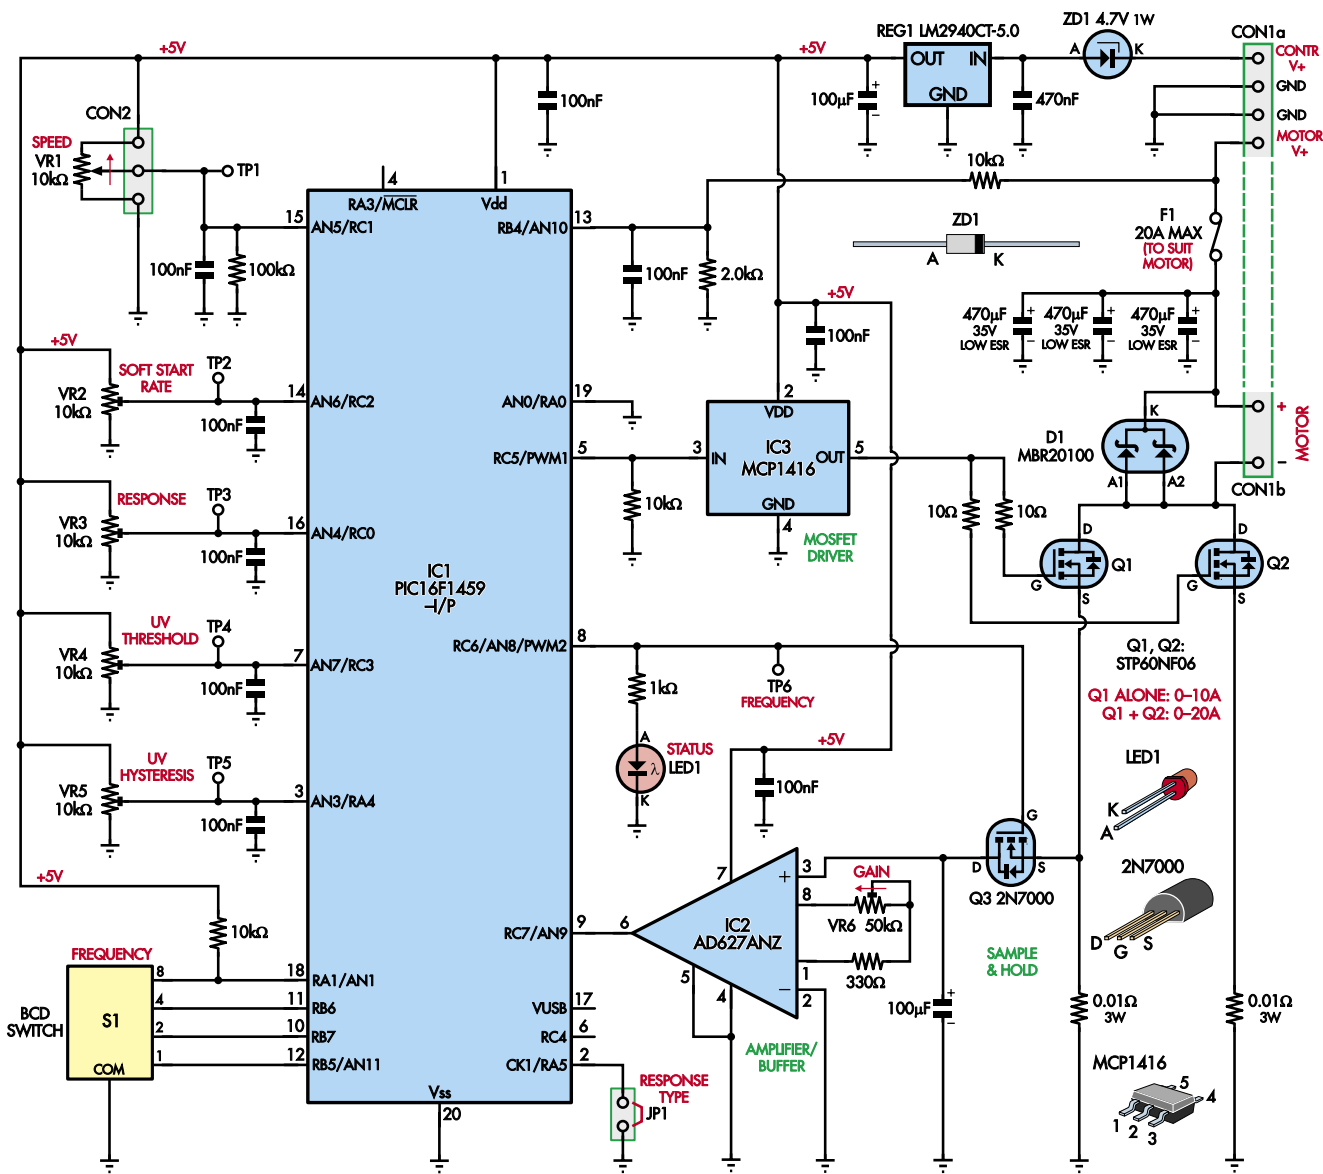 +5V
+5V
REG1 LM2940CT-5.0
ZD1 4.7V 1W
CON1a
OUT
IN
GND
A
K
CONTR
V+
GND
GND
MOTOR
V+
100nF
100µF
+
–
470nF
CON2
SPEED
VR1
10kΩ
TP1
4
1
RA3/MCLR
Vdd
10kΩ
15
AN5/RC1
RB4/AN10
13
100nF
100kΩ
100nF
2.0kΩ
ZD1
A
K
F1
20A MAX
(TO SUIT
MOTOR)
+5V
470µF
35V
LOW ESR
+
–
470µF
35V
LOW ESR
+
–
470µF
35V
LOW ESR
+
–
100nF
+5V
SOFT START
RATE
TP2
VR2
10kΩ
14
AN6/RC2
100nF
AN0/RA0
19
2
VDD
IC3
MCP1416
IN
OUT
GND
3
5
4
MOSFET
DRIVER
RC5/PWM1
5
10kΩ
K
D1
MBR20100
A1
A2
+
–
MOTOR
CON1b
RESPONSE
TP3
VR3
10kΩ
16
AN4/RC0
100nF
10Ω
10Ω
D
Q1
G
S
D
Q2
G
S
IC1
PIC16F1459
–I/P
UV
THRESHOLD
TP4
VR4
10kΩ
7
AN7/RC3
100nF
RC6/AN8/PWM2
8
1kΩ
TP6
FREQUENCY
Q1, Q2:
STP60NF06
Q1 ALONE: 0–10A
Q1 + Q2: 0–20A
UV
HYSTERESIS
TP5
VR5
10kΩ
3
AN3/RA4
100nF
A
STATUS
LED1
λ
K
+5V
100nF
LED1
K
A
+5V
10kΩ
7
+
3
8
GAIN
VR6 50kΩ
G
D
S
Q3 2N7000
2N7000
D
G
S
RC7/AN9
9
6
IC2
AD627ANZ
5
4
–
1
2
330Ω
SAMPLE
& HOLD
FREQUENCY
BCD
SWITCH
S1
COM
8
4
2
1
18
RA1/AN1
11
RB6
10
RB7
12
RB5/AN11
VUSB
17
RC4
6
CK1/RA5
2
100µF
+
–
0.01Ω
3W
0.01Ω
3W
AMPLIFIER/
BUFFER
RESPONSE
TYPE
JP1
Vss
20
MCP1416
5
4
1
2
3